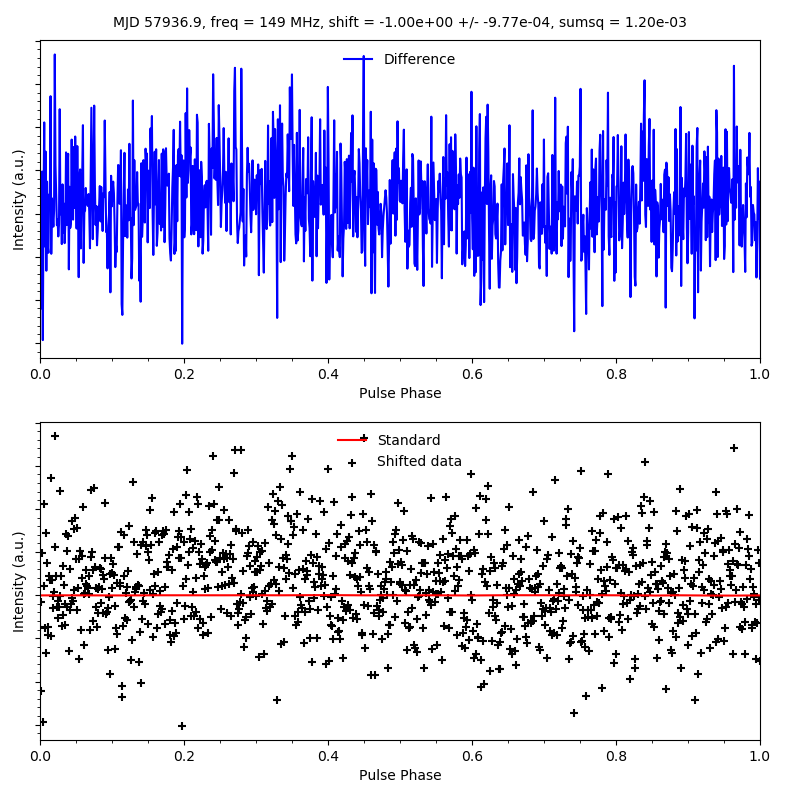 MJD 57936.9, freq = 149 MHz, shift = -1.00e+00 +/- -9.77e-04, sumsq = 1.20e-03
Difference
Intensity (a.u.)
0.0 0.2 0.4 0.6 0.8 1.0
Pulse Phase
Standard
Shifted data
Intensity (a.u.)
0.0 0.2 0.4 0.6 0.8 1.0
Pulse Phase